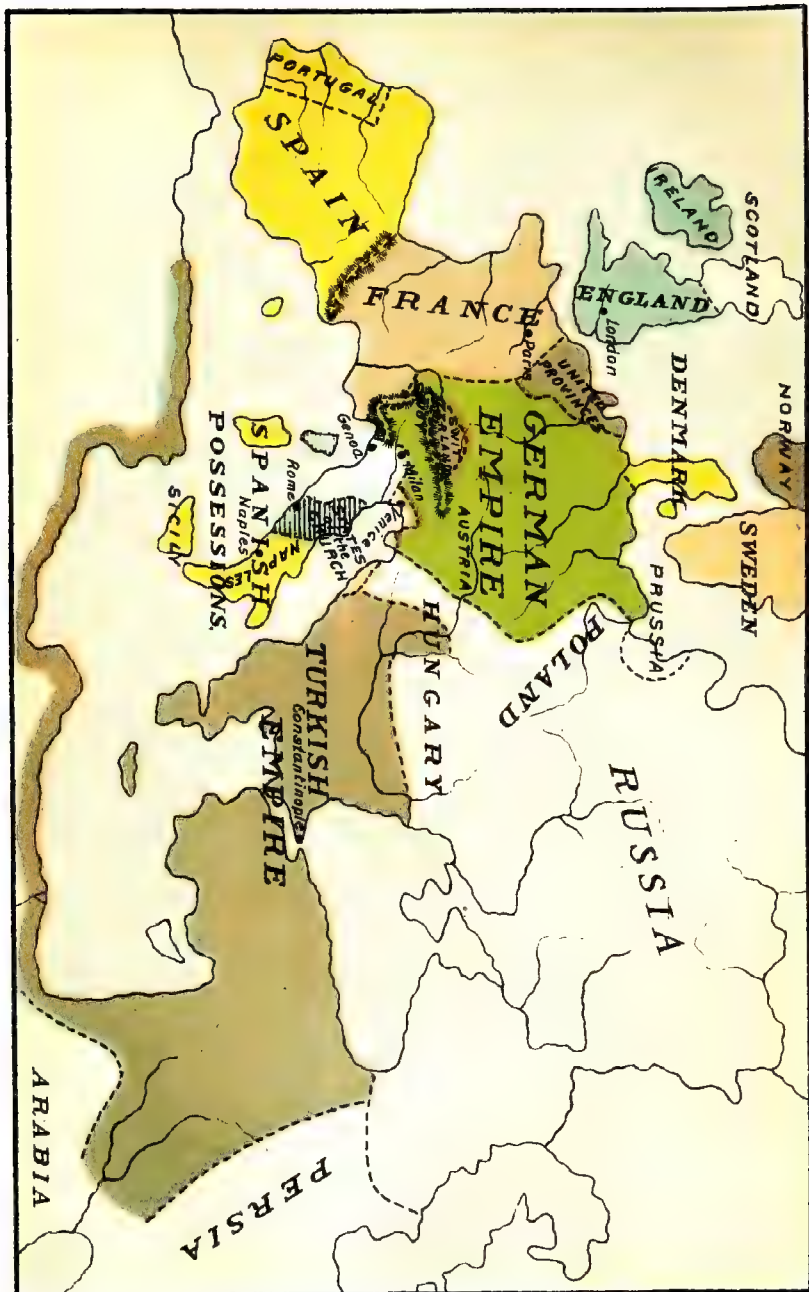 NORWAY
SWEDEN
SCOTLAND
IRELAND
ENGLAND
London
DENMARK
PRUSSIA
RUSSIA
UNITED
PROVINCES
GERMAN
EMPIRE
POLAND
Paris
FRANCE
AUSTRIA
HUNGARY
Milan
Venice
Genoa
PORTUGAL
SPAIN
the
Rome
NAPLES
Naples
SPANISH
POSSESSIONS.
SICILY
TURKISH
EMPIRE
Constantinople
PERSIA
ARABIA